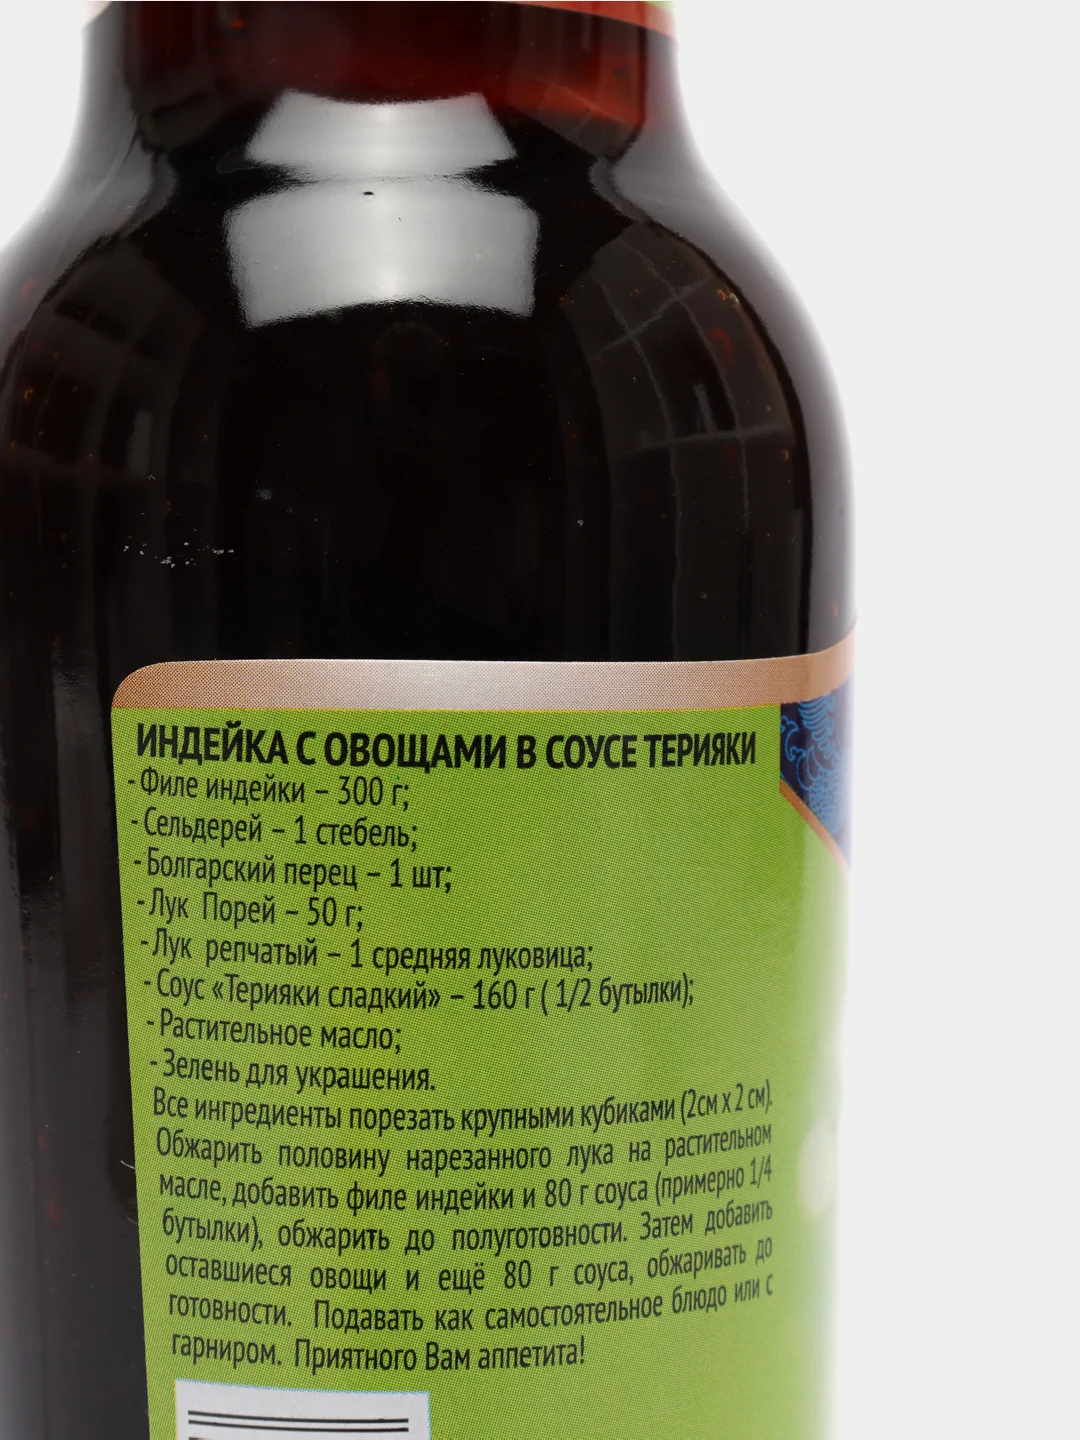 ИНДЕЙКА С ОВОЩАМИ В СОУСЕ ТЕРИЯКИ
- Филе индейки – 300 г;
- Сельдерей – 1 стебель;
- Болгарский перец – 1 шт;
- Лук Порей – 50 г;
- Лук репчатый – 1 средняя луковица;
- Соус «Терияки сладкий» – 160 г ( 1/2 бутылки);
- Растительное масло;
- Зелень для украшения.
Все ингредиенты порезать крупными кубиками (2см х 2 см).
Обжарить половину нарезанного лука на растительном
масле, добавить филе индейки и 80 г соуса (примерно 1/4
бутылки), обжарить до полуготовности. Затем добавить
оставшиеся овощи и ещё 80 г соуса, обжаривать до
готовности. Подавать как самостоятельное блюдо или с
гарниром. Приятного Вам аппетита!